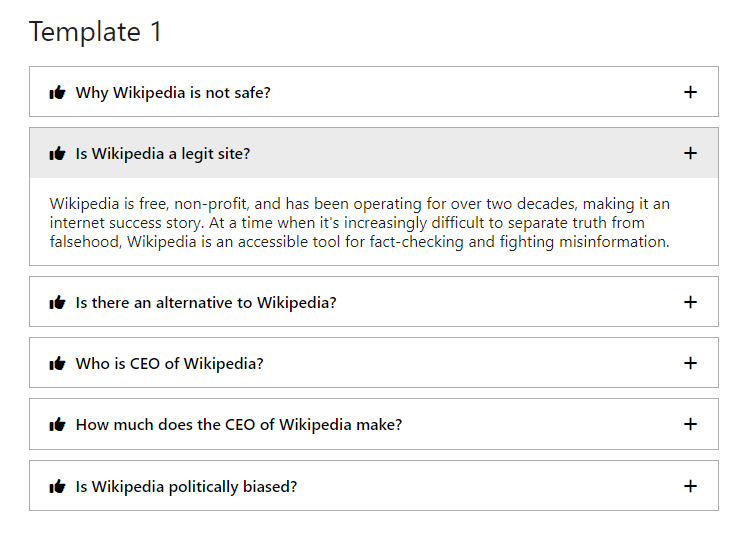 Template 1
Why Wikipedia is not safe?
Is Wikipedia a legit site?
Wikipedia is free, non-profit, and has been operating for over two decades, making it an
internet success story. At a time when it's increasingly difficult to separate truth from
falsehood, Wikipedia is an accessible tool for fact-checking and fighting misinformation.
Is there an alternative to Wikipedia?
Who is CEO of Wikipedia?
How much does the CEO of Wikipedia make?
Is Wikipedia politically biased?